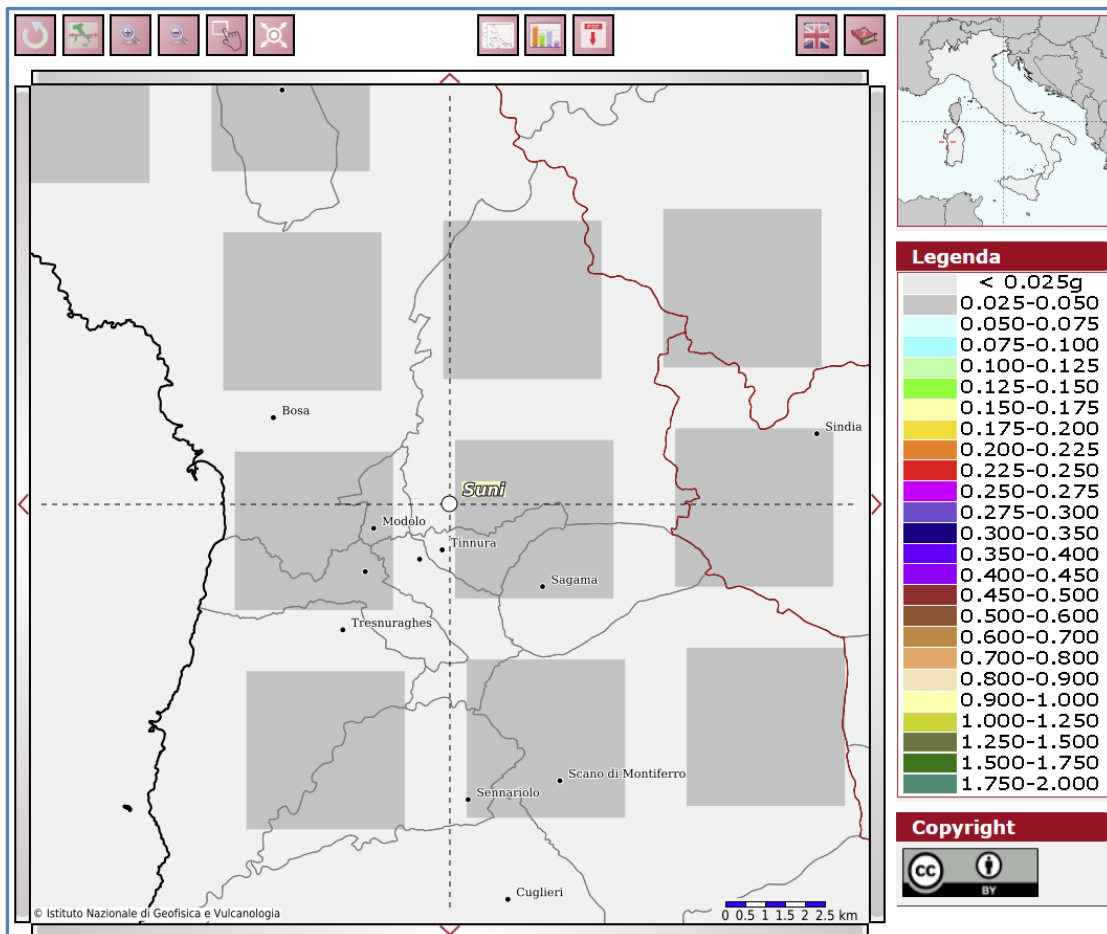 PDF
?
Bosa
Sindia
Suni
Modolo
Tinnura
Sagama
Tresnuraghes
Scano di Montiferro
Sennariolo
Cuglieri
© Istituto Nazionale di Geofisica e Vulcanologia
0 0.5 1 1.5 2 2.5 km
Legenda
< 0.025g
0.025-0.050
0.050-0.075
0.075-0.100
0.100-0.125
0.125-0.150
0.150-0.175
0.175-0.200
0.200-0.225
0.225-0.250
0.250-0.275
0.275-0.300
0.300-0.350
0.350-0.400
0.400-0.450
0.450-0.500
0.500-0.600
0.600-0.700
0.700-0.800
0.800-0.900
0.900-1.000
1.000-1.250
1.250-1.500
1.500-1.750
1.750-2.000
Copyright
cc
BY